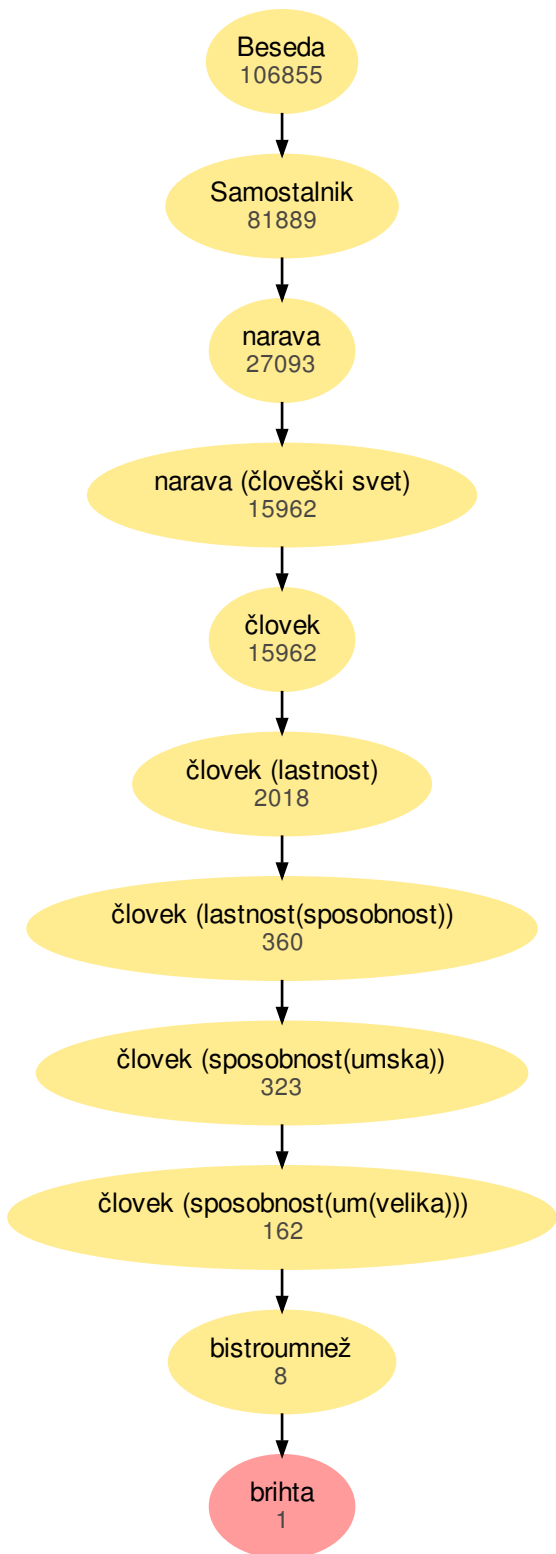 Beseda
106855
Samostalnik
81889
narava
27093
narava (človeški svet)
15962
človek
15962
človek (lastnost)
2018
človek (lastnost(sposobnost))
360
človek (sposobnost(umska))
323
človek (sposobnost(um(velika)))
162
bistroumnež
8
brihta
1